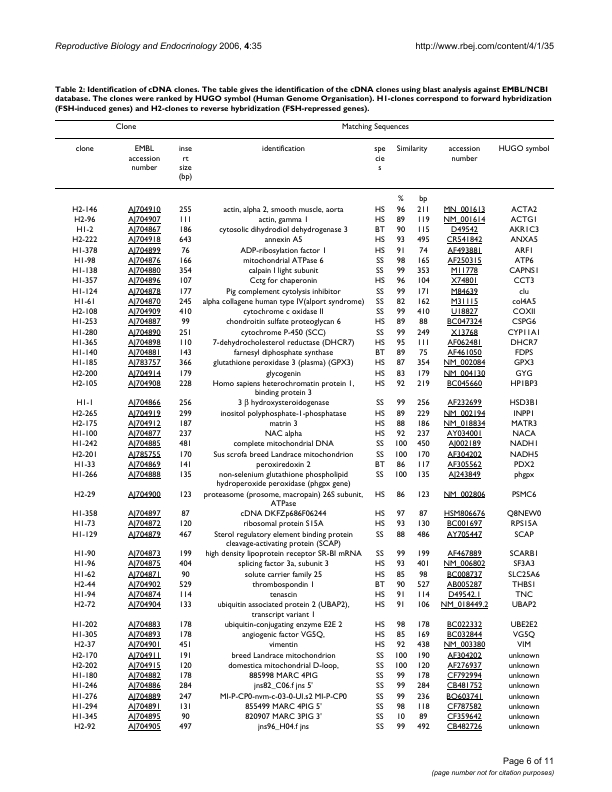 Reproductive Biology and Endocrinology 2006, 4:35 http://www.rbej.com/content/4/1/35
Table 2: Identification of cDNA clones. The table gives the identification of the cDNA clones using blast analysis against EMBL/NCBI
database. The clones were ranked by HUGO symbol (Human Genome Organisation). H1-clones correspond to forward hybridization
(FSH-induced genes) and H2-clones to reverse hybridization (FSH-repressed genes).
Clone Matching Sequences
clone EMBL accession number inse rt size (bp) identification spe cie s Similarity accession number HUGO symbol
% bp
H2-146 AJ704910 255 actin, alpha 2, smooth muscle, aorta HS 96 211 MN_001613 ACTA2
H2-96 AJ704907 111 actin, gamma 1 HS 89 119 NM_001614 ACTG1
H1-2 AJ704867 186 cytosolic dihydrodiol dehydrogenase 3 BT 90 115 D49542 AKR1C3
H2-222 AJ704918 643 annexin A5 HS 93 495 CR541842 ANXA5
H1-378 AJ704899 76 ADP-ribosylation factor 1 HS 91 74 AF493881 ARF1
H1-98 AJ704876 166 mitochondrial ATPase 6 SS 98 165 AF250315 ATP6
H1-138 AJ704880 354 calpain I light subunit SS 99 353 M11778 CAPNS1
H1-357 AJ704896 107 Cctg for chaperonin HS 96 104 X74801 CCT3
H1-124 AJ704878 177 Pig complement cytolysis inhibitor SS 99 171 M84639 clu
H1-61 AJ704870 245 alpha collagene human type IV(alport syndrome) SS 82 162 M31115 col4A5
H2-108 AJ704909 410 cytochrome c oxidase II SS 99 410 U18827 COXII
H1-253 AJ704887 99 chondroitin sulfate proteoglycan 6 HS 89 88 BC047324 CSPG6
H1-280 AJ704890 251 cytochrome P-450 (SCC) SS 99 249 X13768 CYP11A1
H1-365 AJ704898 110 7-dehydrocholesterol reductase (DHCR7) HS 95 111 AF062481 DHCR7
H1-140 AJ704881 143 farnesyl diphosphate synthase BT 89 75 AF461050 FDPS
H1-185 AJ783757 366 glutathione peroxidase 3 (plasma) (GPX3) HS 87 354 NM_002084 GPX3
H2-200 AJ704914 179 glycogenin HS 83 179 NM_004130 GYG
H2-105 AJ704908 228 Homo sapiens heterochromatin protein 1, HS 92 219 BC045660 HP1BP3
binding protein 3
H1-1 AJ704866 256 3 β hydroxysteroidogenase SS 99 256 AF232699 HSD3B1
H2-265 AJ704919 299 inositol polyphosphate-1-phosphatase HS 89 229 NM_002194 INPP1
H2-175 AJ704912 187 matrin 3 HS 88 186 NM_018834 MATR3
H1-100 AJ704877 237 NAC alpha HS 92 237 AY034001 NACA
H1-242 AJ704885 481 complete mitochondrial DNA SS 100 450 AJ002189 NADH1
H2-201 AJ785755 170 Sus scrofa breed Landrace mitochondrion SS 100 170 AF304202 NADH5
H1-33 AJ704869 141 peroxiredoxin 2 BT 86 117 AF305562 PDX2
H1-266 AJ704888 135 non-selenium glutathione phospholipid SS 100 135 AJ243849 phgpx
hydroperoxide peroxidase (phgpx gene)
H2-29 AJ704900 123 proteasome (prosome, macropain) 26S subunit, HS 86 123 NM_002806 PSMC6
ATPase
H1-358 AJ704897 87 cDNA DKFZp686F06244 HS 97 87 HSM806676 Q8NEW0
H1-73 AJ704872 120 ribosomal protein S15A HS 93 130 BC001697 RPS15A
H1-129 AJ704879 467 Sterol regulatory element binding protein SS 88 486 AY705447 SCAP
cleavage-activating protein (SCAP)
H1-90 AJ704873 199 high density lipoprotein receptor SR-BI mRNA SS 99 199 AF467889 SCARB1
H1-96 AJ704875 404 splicing factor 3a, subunit 3 HS 93 401 NM_006802 SF3A3
H1-62 AJ704871 90 solute carrier family 25 HS 85 98 BC008737 SLC25A6
H2-44 AJ704902 529 thrombospondin 1 BT 90 527 AB005287 THBS1
H1-94 AJ704874 114 tenascin HS 91 114 D49542.1 TNC
H2-72 AJ704904 133 ubiquitin associated protein 2 (UBAP2), HS 91 106 NM_018449.2 UBAP2
transcript variant 1
H1-202 AJ704883 178 ubiquitin-conjugating enzyme E2E 2 HS 98 178 BC022332 UBE2E2
H1-305 AJ704893 178 angiogenic factor VG5Q, HS 85 169 BC032844 VG5Q
H2-37 AJ704901 451 vimentin HS 92 438 NM_003380 VIM
H2-170 AJ704911 191 breed Landrace mitochondrion SS 100 190 AF304202 unknown
H2-202 AJ704915 120 domestica mitochondrial D-loop, SS 100 120 AF276937 unknown
H1-180 AJ704882 178 885998 MARC 4PIG SS 99 178 CF792994 unknown
H1-246 AJ704886 284 jns82_C06.f jns 5' SS 99 284 CB481752 unknown
H1-276 AJ704889 247 MI-P-CP0-nvm-c-03-0-UI.s2 MI-P-CP0 SS 99 236 BQ603741 unknown
H1-294 AJ704891 131 855499 MARC 4PIG 5' SS 98 118 CF787582 unknown
H1-345 AJ704895 90 820907 MARC 3PIG 3' SS 10 89 CF359642 unknown
H2-92 AJ704905 497 jns96_H04.f jns SS 99 492 CB482726 unknown
Page 6 of 11
(page number not for citation purposes)